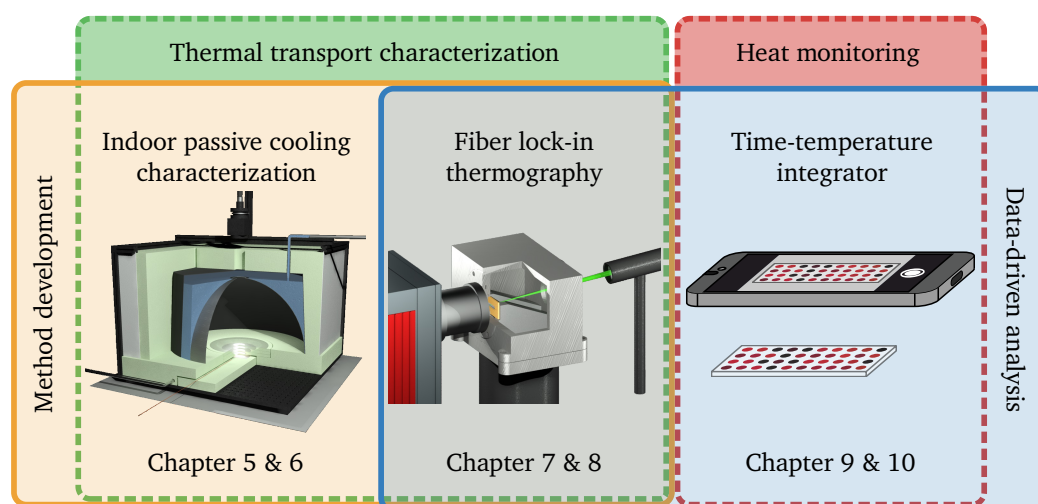 Thermal transport characterization
Heat monitoring
Method development
Indoor passive cooling
characterization
Fiber lock-in
thermography
Time-temperature
integrator
Data-driven analysis
Chapter 5 & 6
Chapter 7 & 8
Chapter 9 & 10